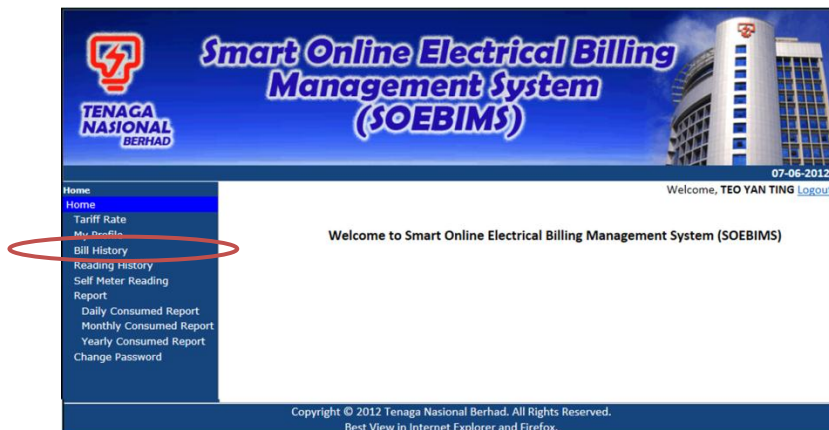 Smart Online Electrical Billing
Management System
(SOEBIMS)
TENAGA
NASIONAL
BERHAD
07-06-2012
Home
Welcome, TEO YAN TING Logout
Home
Tariff Rate
My Profile
Welcome to Smart Online Electrical Billing Management System (SOEBIMS)
Bill History
Reading History
Self Meter Reading
Report
Daily Consumed Report
Monthly Consumed Report
Yearly Consumed Report
Change Password
Copyright © 2012 Tenaga Nasional Berhad. All Rights Reserved.
Best View in Internet Explorer and Firefox.